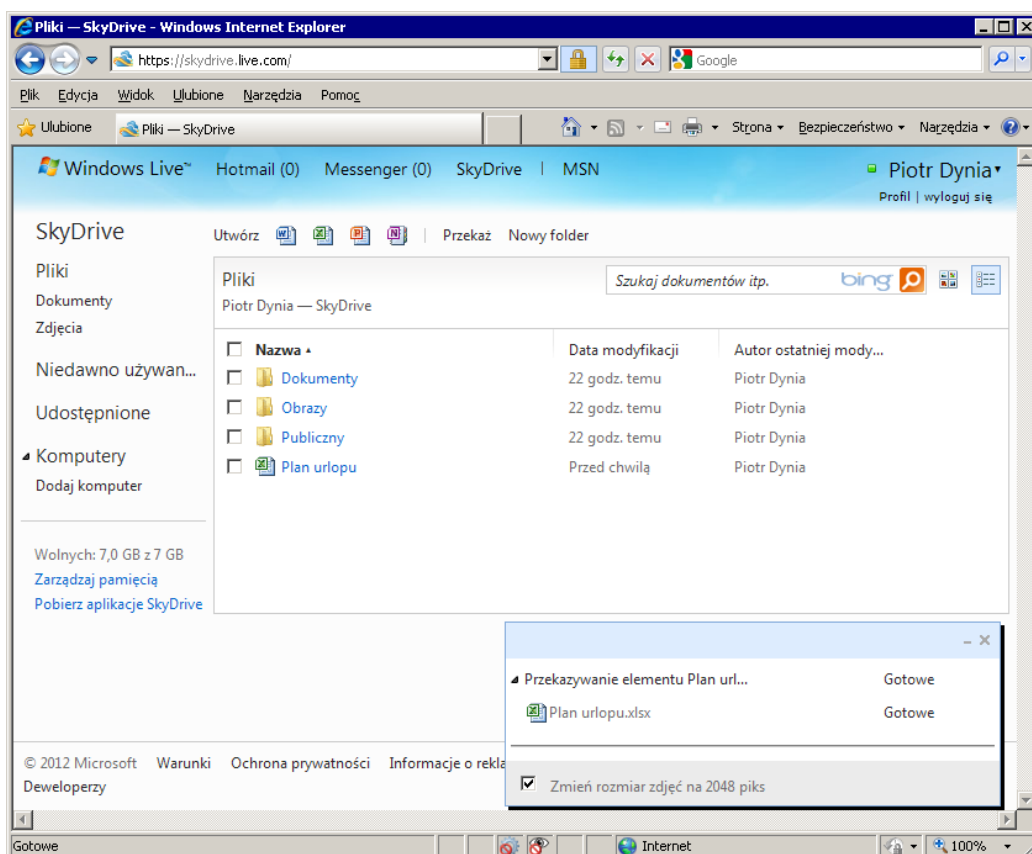 Pliki — SkyDrive - Windows Internet Explorer
https://skydrive.live.com/
Google
Plik Edycja Widok Ulubione Narzędzia Pomoc
Ulubione Pliki — SkyDrive Strona Bezpieczeństwo Narzędzia
Windows Live™ Hotmail (0) Messenger (0) SkyDrive | MSN Piotr Dynia
Profil | wyloguj się
SkyDrive
Utwórz | Przekaż Nowy folder
Pliki
Dokumenty
Zdjęcia
Niedawno używan...
Udostępnione
Komputery
Dodaj komputer
Wolnych: 7,0 GB z 7 GB
Zarządzaj pamięcią
Pobierz aplikacje SkyDrive
Pliki
Szukaj dokumentów itp. bing
Piotr Dynia — SkyDrive
Nazwa Data modyfikacji Autor ostatniej mody...
Dokumenty 22 godz. temu Piotr Dynia
Obrazy 22 godz. temu Piotr Dynia
Publiczny 22 godz. temu Piotr Dynia
Plan urlopu Przed chwilą Piotr Dynia
Przekazywanie elementu Plan url... Gotowe
Plan urlopu.xlsx Gotowe
Zmień rozmiar zdjęć na 2048 piks
© 2012 Microsoft Warunki Ochrona prywatności Informacje o rekla
Deweloperzy
Gotowe Internet 100%